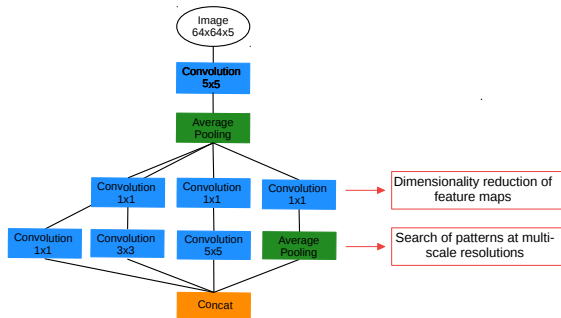 Image
64x64x5
Convolution
5x5
Average
Pooling
Convolution
1x1
Convolution
1x1
Convolution
1x1
Dimensionality reduction of
feature maps
Convolution
1x1
Convolution
3x3
Convolution
5x5
Average
Pooling
Search of patterns at multi-
scale resolutions
Concat